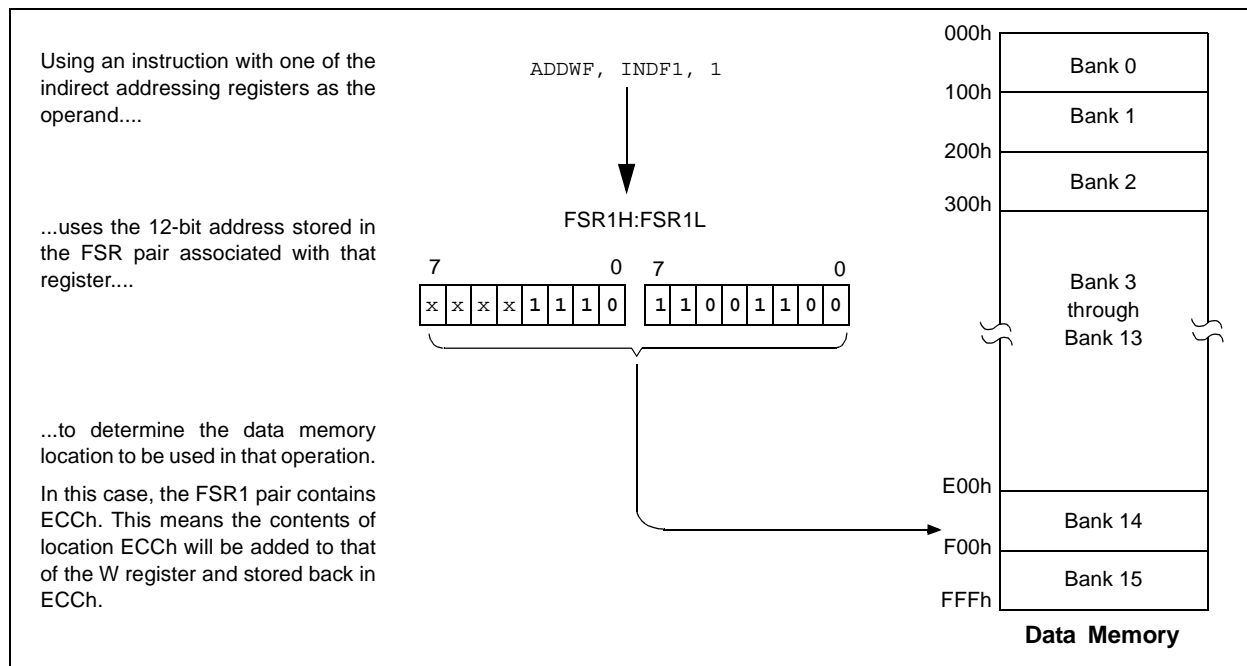 Using an instruction with one of the
indirect addressing registers as the
operand....
ADDWF, INDF1, 1
...uses the 12-bit address stored in
the FSR pair associated with that
register....
FSR1H:FSR1L
7 0 7 0
x x x x 1 1 1 0 1 1 0 0 1 1 0 0
...to determine the data memory
location to be used in that operation.
In this case, the FSR1 pair contains
ECCh. This means the contents of
location ECCh will be added to that
of the W register and stored back in
ECCh.
000h
Bank 0
100h
Bank 1
200h
Bank 2
300h
Bank 3
through
Bank 13
E00h
Bank 14
F00h
Bank 15
FFFh
Data Memory